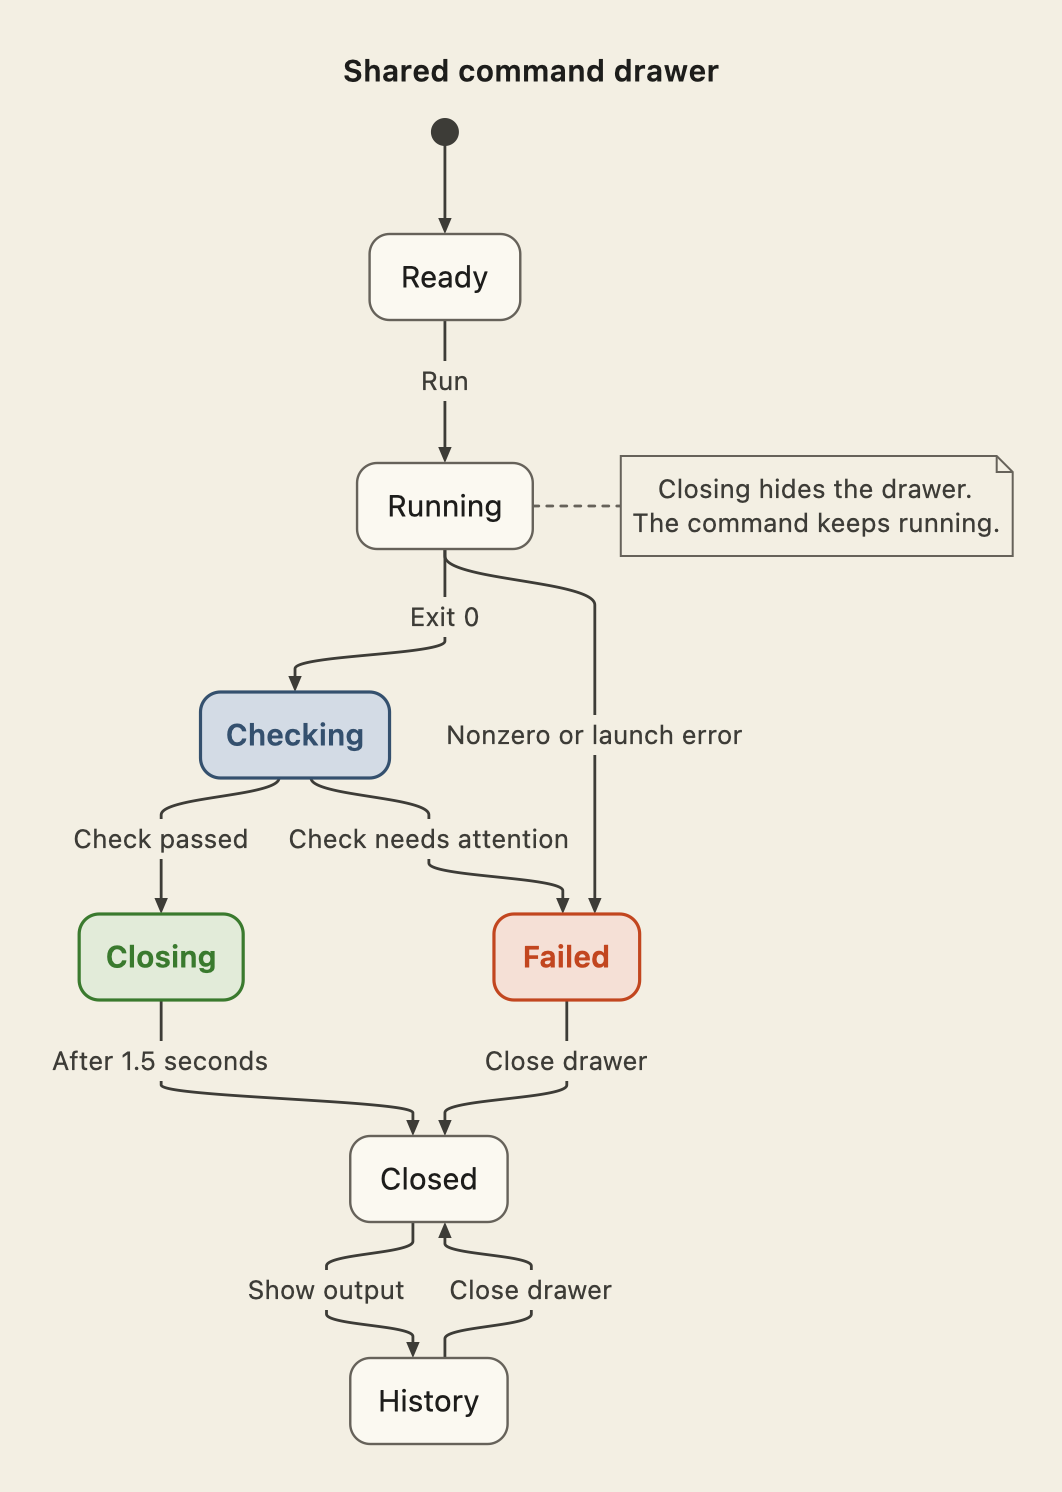 Shared command drawer
Ready
Run
Running
Closing hides the drawer.
The command keeps running.
Exit 0
Checking
Nonzero or launch error
Check passed
Check needs attention
Closing
Failed
After 1.5 seconds
Close drawer
Closed
Show output
Close drawer
History